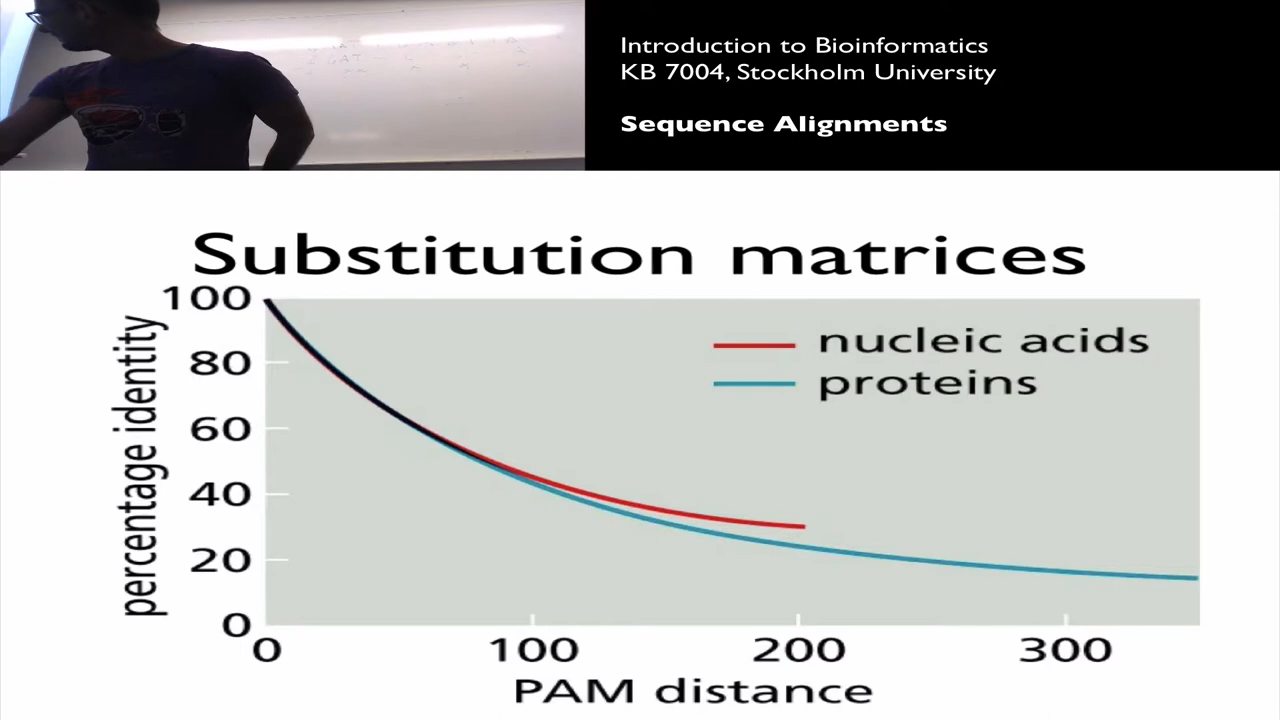 Introduction to Bioinformatics
KB 7004, Stockholm University
Sequence Alignments
Substitution matrices
percentage identity
100
80
60
40
20
0
nucleic acids
proteins
0 100 200 300
PAM distance